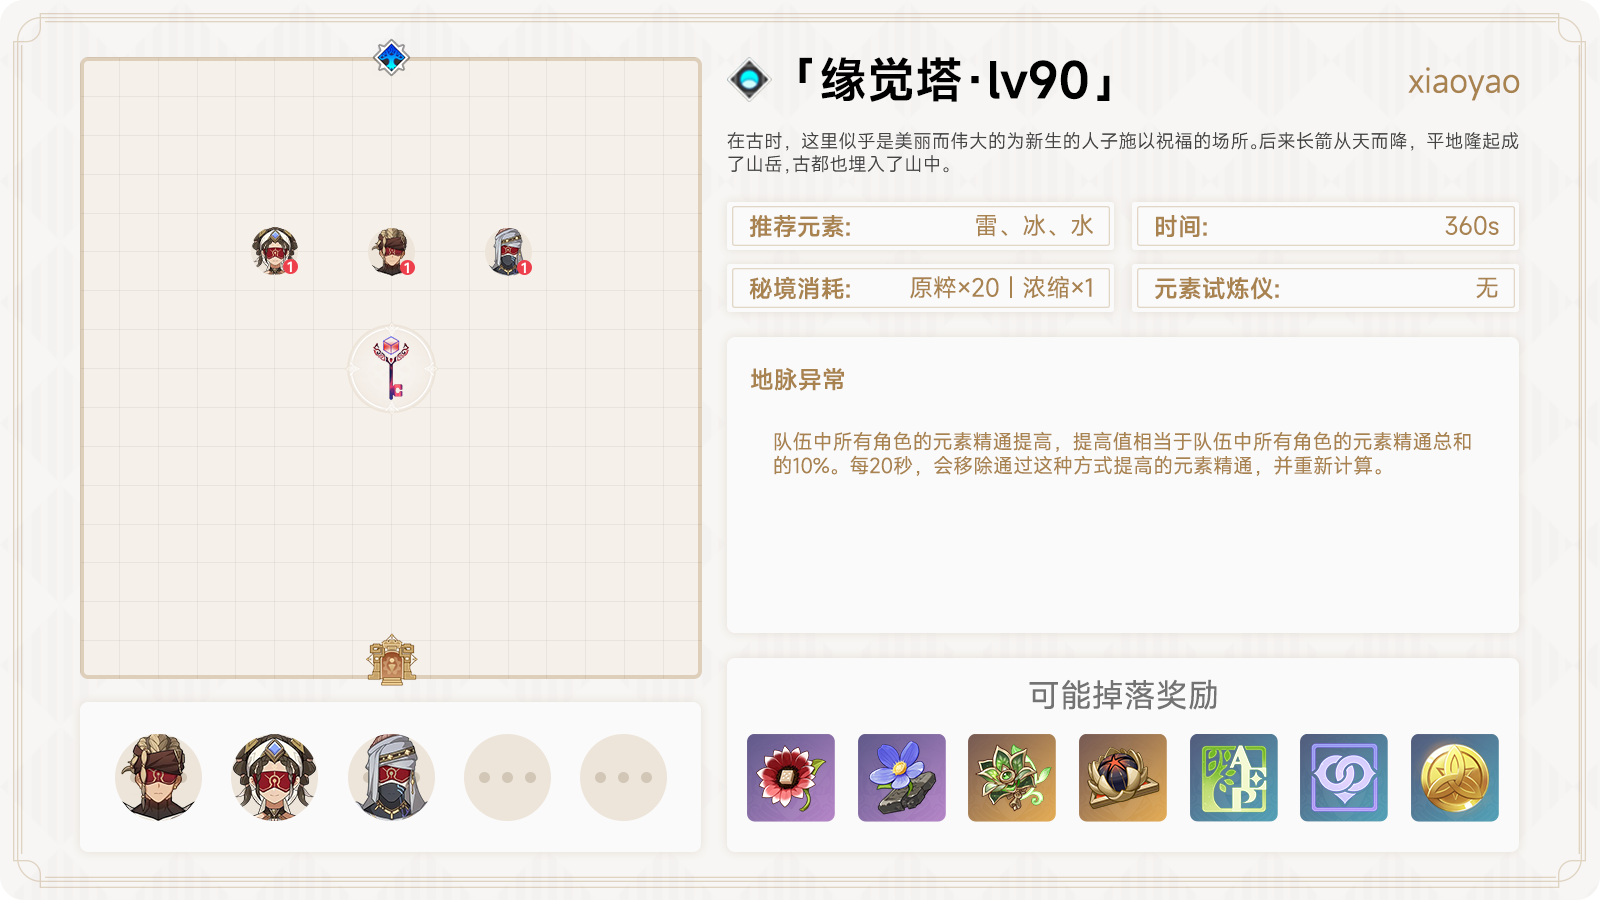 「缘觉塔·lv90」
xiaoyao
在古时，这里似乎是美丽而伟大的为新生的人子施以祝福的场所。后来长箭从天而降，平地隆起成
了山岳，古都也埋入了山中。
推荐元素: 雷、冰、水
时间: 360s
秘境消耗: 原粹×20丨浓缩×1
元素试炼仪: 无
地脉异常
队伍中所有角色的元素精通提高，提高值相当于队伍中所有角色的元素精通总和
的10%。每20秒，会移除通过这种方式提高的元素精通，并重新计算。
1
1
1
可能掉落奖励
AEP